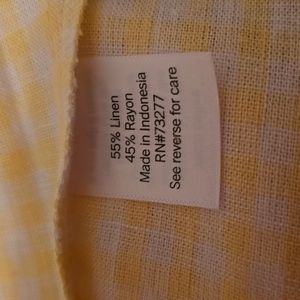 55% Linen
45% Rayon
Made in Indonesia
RN#73277
See reverse for care